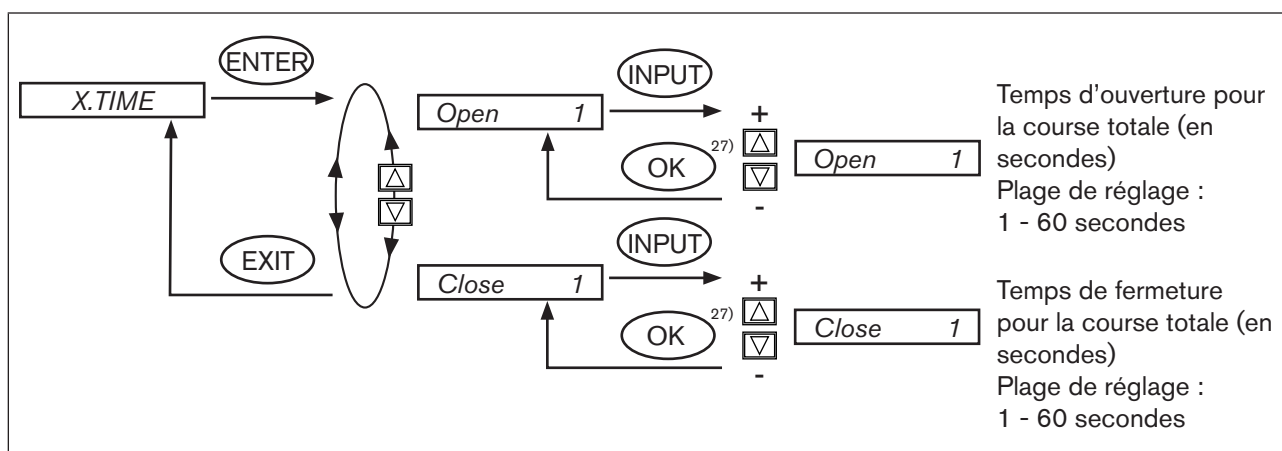 X.TIME
ENTER
EXIT
Open 1
INPUT
OK 27)
+
-
Open 1
Temps d'ouverture pour
la course totale (en
secondes)
Plage de réglage :
1 - 60 secondes
Close 1
INPUT
OK 27)
+
-
Close 1
Temps de fermeture
pour la course totale (en
secondes)
Plage de réglage :
1 - 60 secondes